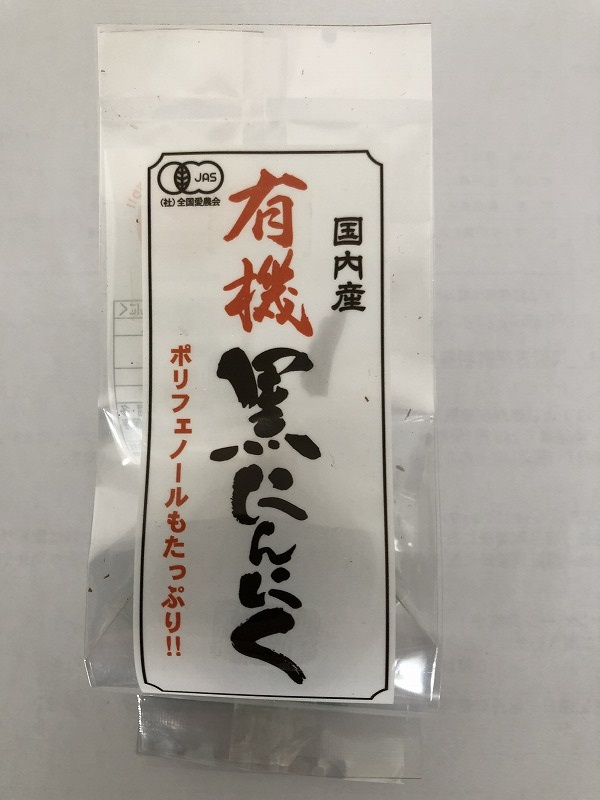 JAS
(社)全国愛農会
国内産
有機
黒にんにく
ポリフェノールもたっぷり!!